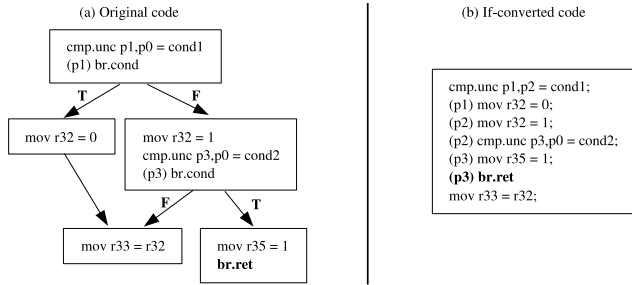 (a) Original code
cmp.unc p1,p0 = cond1
(p1) br.cond
T
F
mov r32 = 0
mov r32 = 1
cmp.unc p3,p0 = cond2
(p3) br.cond
F
T
mov r33 = r32
mov r35 = 1
br.ret
(b) If-converted code
cmp.unc p1,p2 = cond1;
(p1) mov r32 = 0;
(p2) mov r32 = 1;
(p2) cmp.unc p3,p0 = cond2;
(p3) mov r35 = 1;
(p3) br.ret
mov r33 = r32;